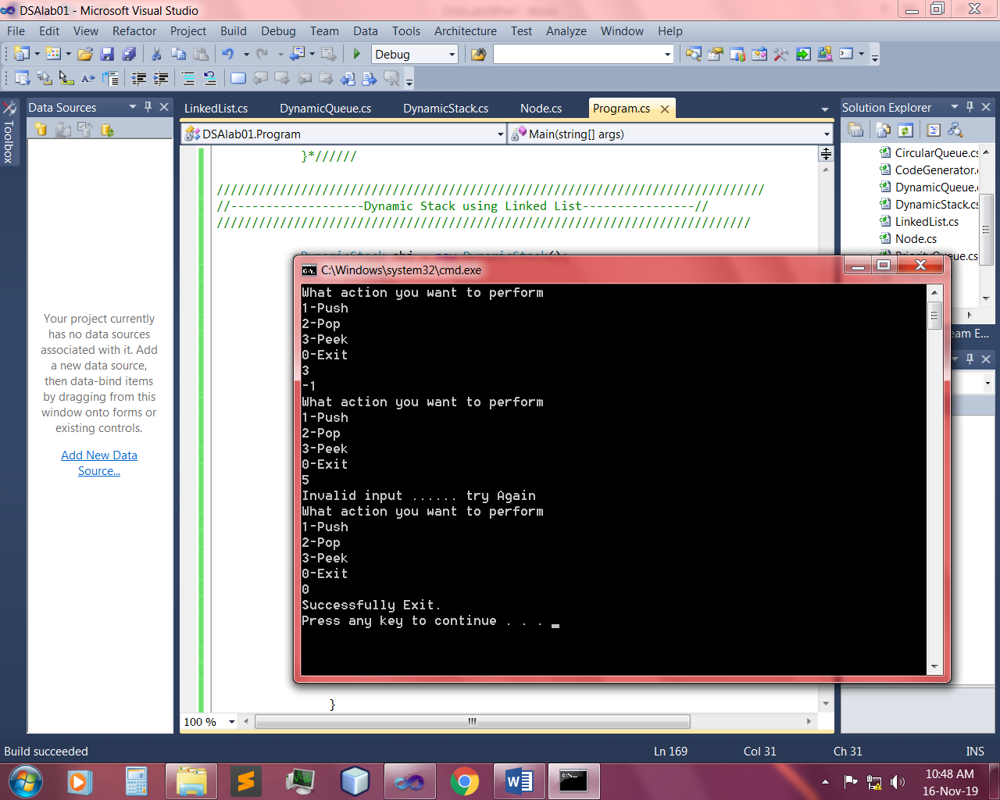 DSAlab01 - Microsoft Visual Studio
File Edit View Refactor Project Build Debug Team Data Tools Architecture Test Analyze Window Help
Debug
Toolbox
Data Sources
Your project currently
has no data sources
associated with it. Add
a new data source,
then data-bind items
by dragging from this
window onto forms or
existing controls.
Add New Data
Source...
LinkedList.cs DynamicQueue.cs DynamicStack.cs Node.cs Program.cs
DSAlab01.Program Main(string[] args)
}*//////
//////////////////////////////////////////////////////////////////////////////
//-------------------Dynamic Stack using Linked List----------------//
////////////////////////////////////////////////////////////////////////////
DynamicStack obj = new DynamicStack();
}
100 %
Solution Explorer
CircularQueue.cs
CodeGenerator.
DynamicQueue.
DynamicStack.cs
LinkedList.cs
Node.cs
PriorityQueue.cs
eam E...
C:\Windows\system32\cmd.exe
What action you want to perform
1-Push
2-Pop
3-Peek
0-Exit
3
-1
What action you want to perform
1-Push
2-Pop
3-Peek
0-Exit
5
Invalid input ...... try Again
What action you want to perform
1-Push
2-Pop
3-Peek
0-Exit
0
Successfully Exit.
Press any key to continue . . .
Build succeeded Ln 169 Col 31 Ch 31 INS
10:48 AM
16-Nov-19